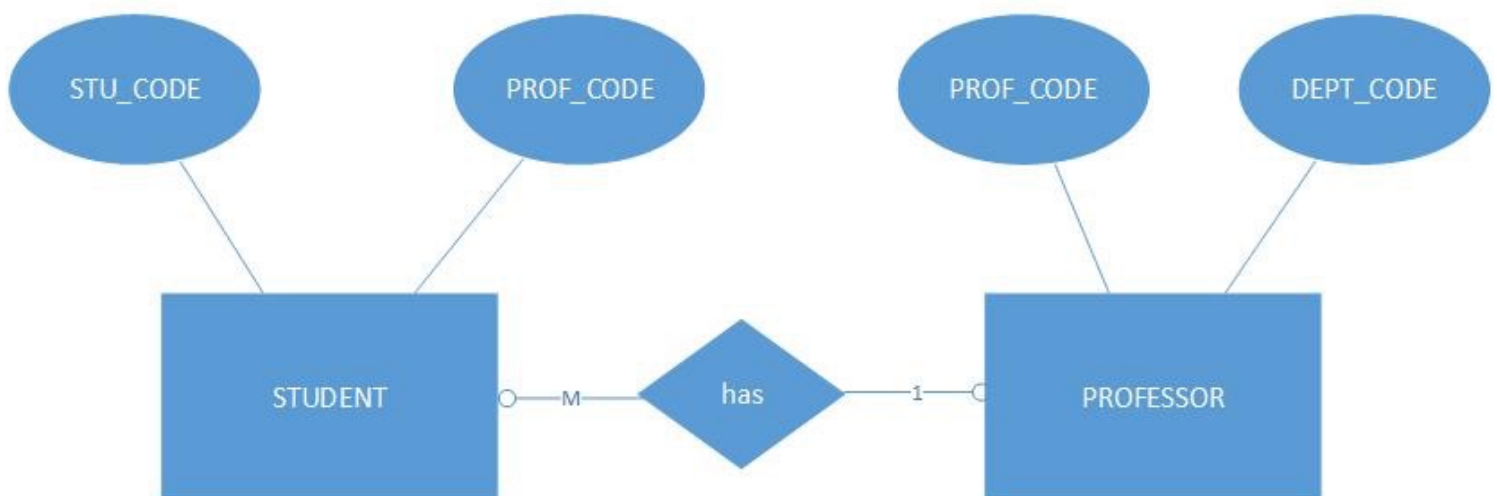 STU_CODE
PROF_CODE
PROF_CODE
DEPT_CODE
STUDENT
M
has
1
PROFESSOR